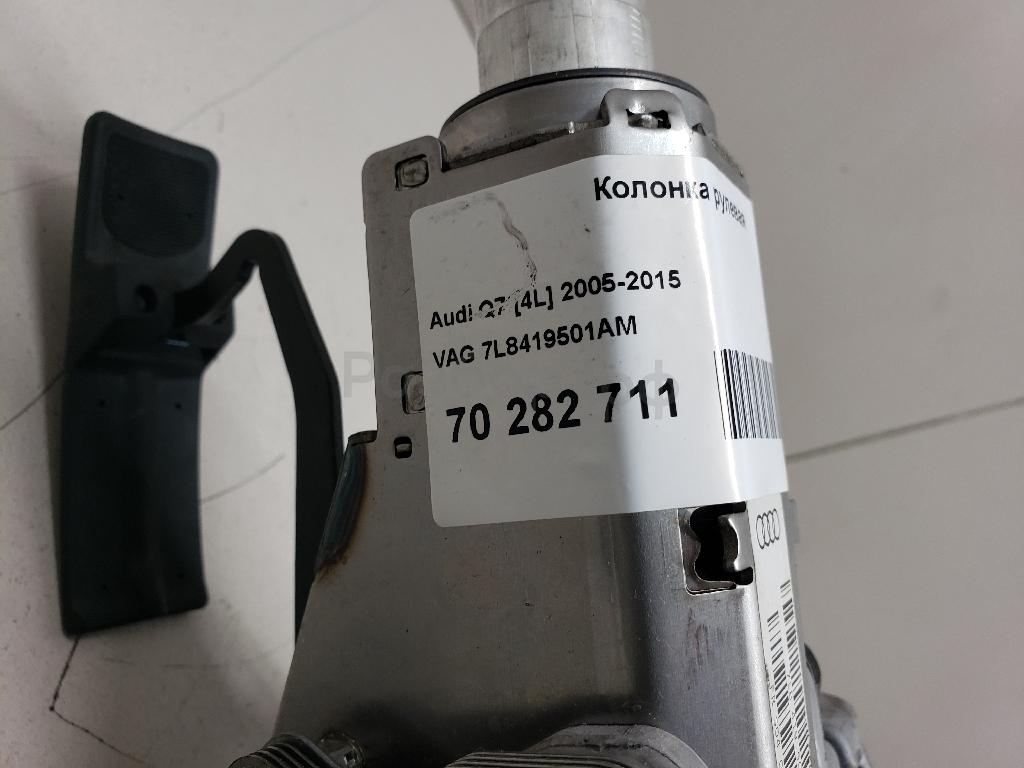 Колонка рулевая
Audi Q7 [4L] 2005-2015
VAG 7L8419501AM
70 282 711